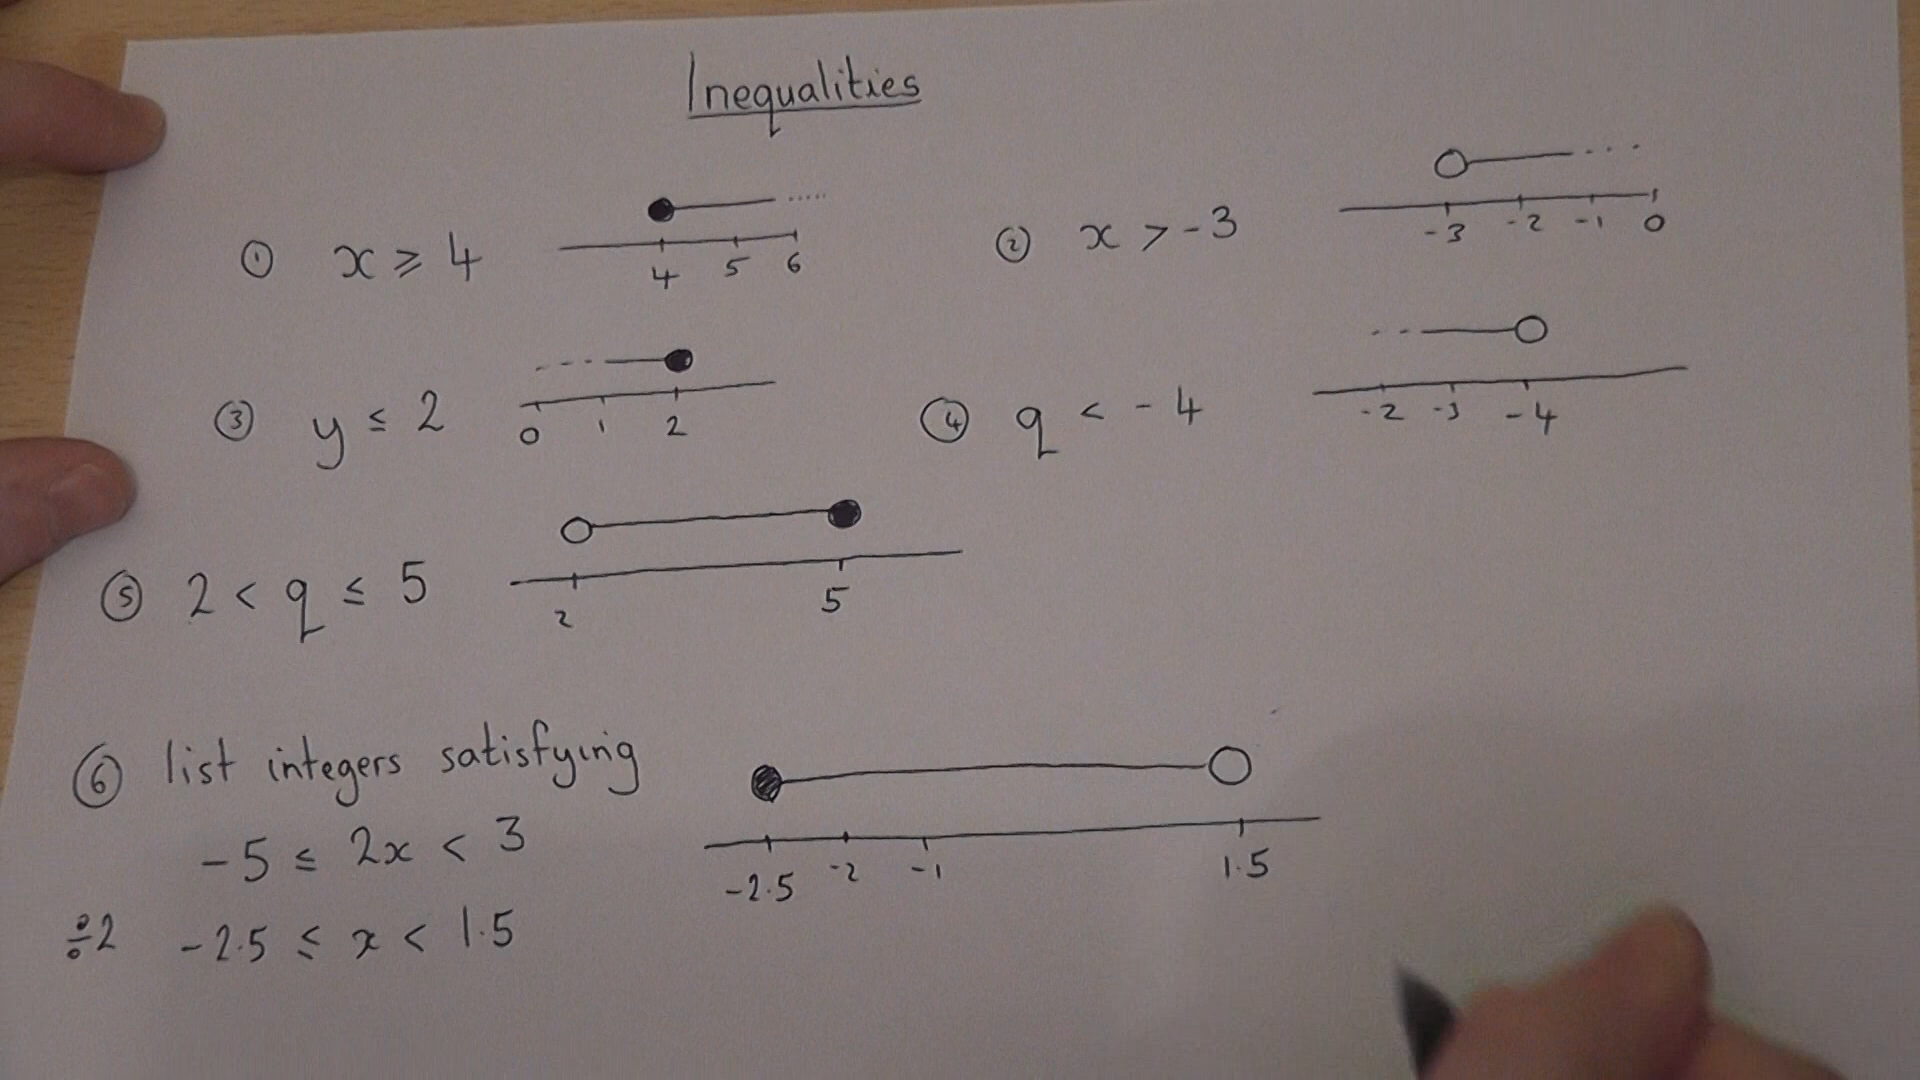 Inequalities
① x ≥ 4
4 5 6
② x > -3
-3 -2 -1 0
③ y ≤ 2
0 1 2
④ q < -4
-2 -3 -4
⑤ 2 < q ≤ 5
2 5
⑥ list integers satisfying
-5 ≤ 2x < 3
-2.5 -2 -1 1.5
÷2 -2.5 ≤ x < 1.5